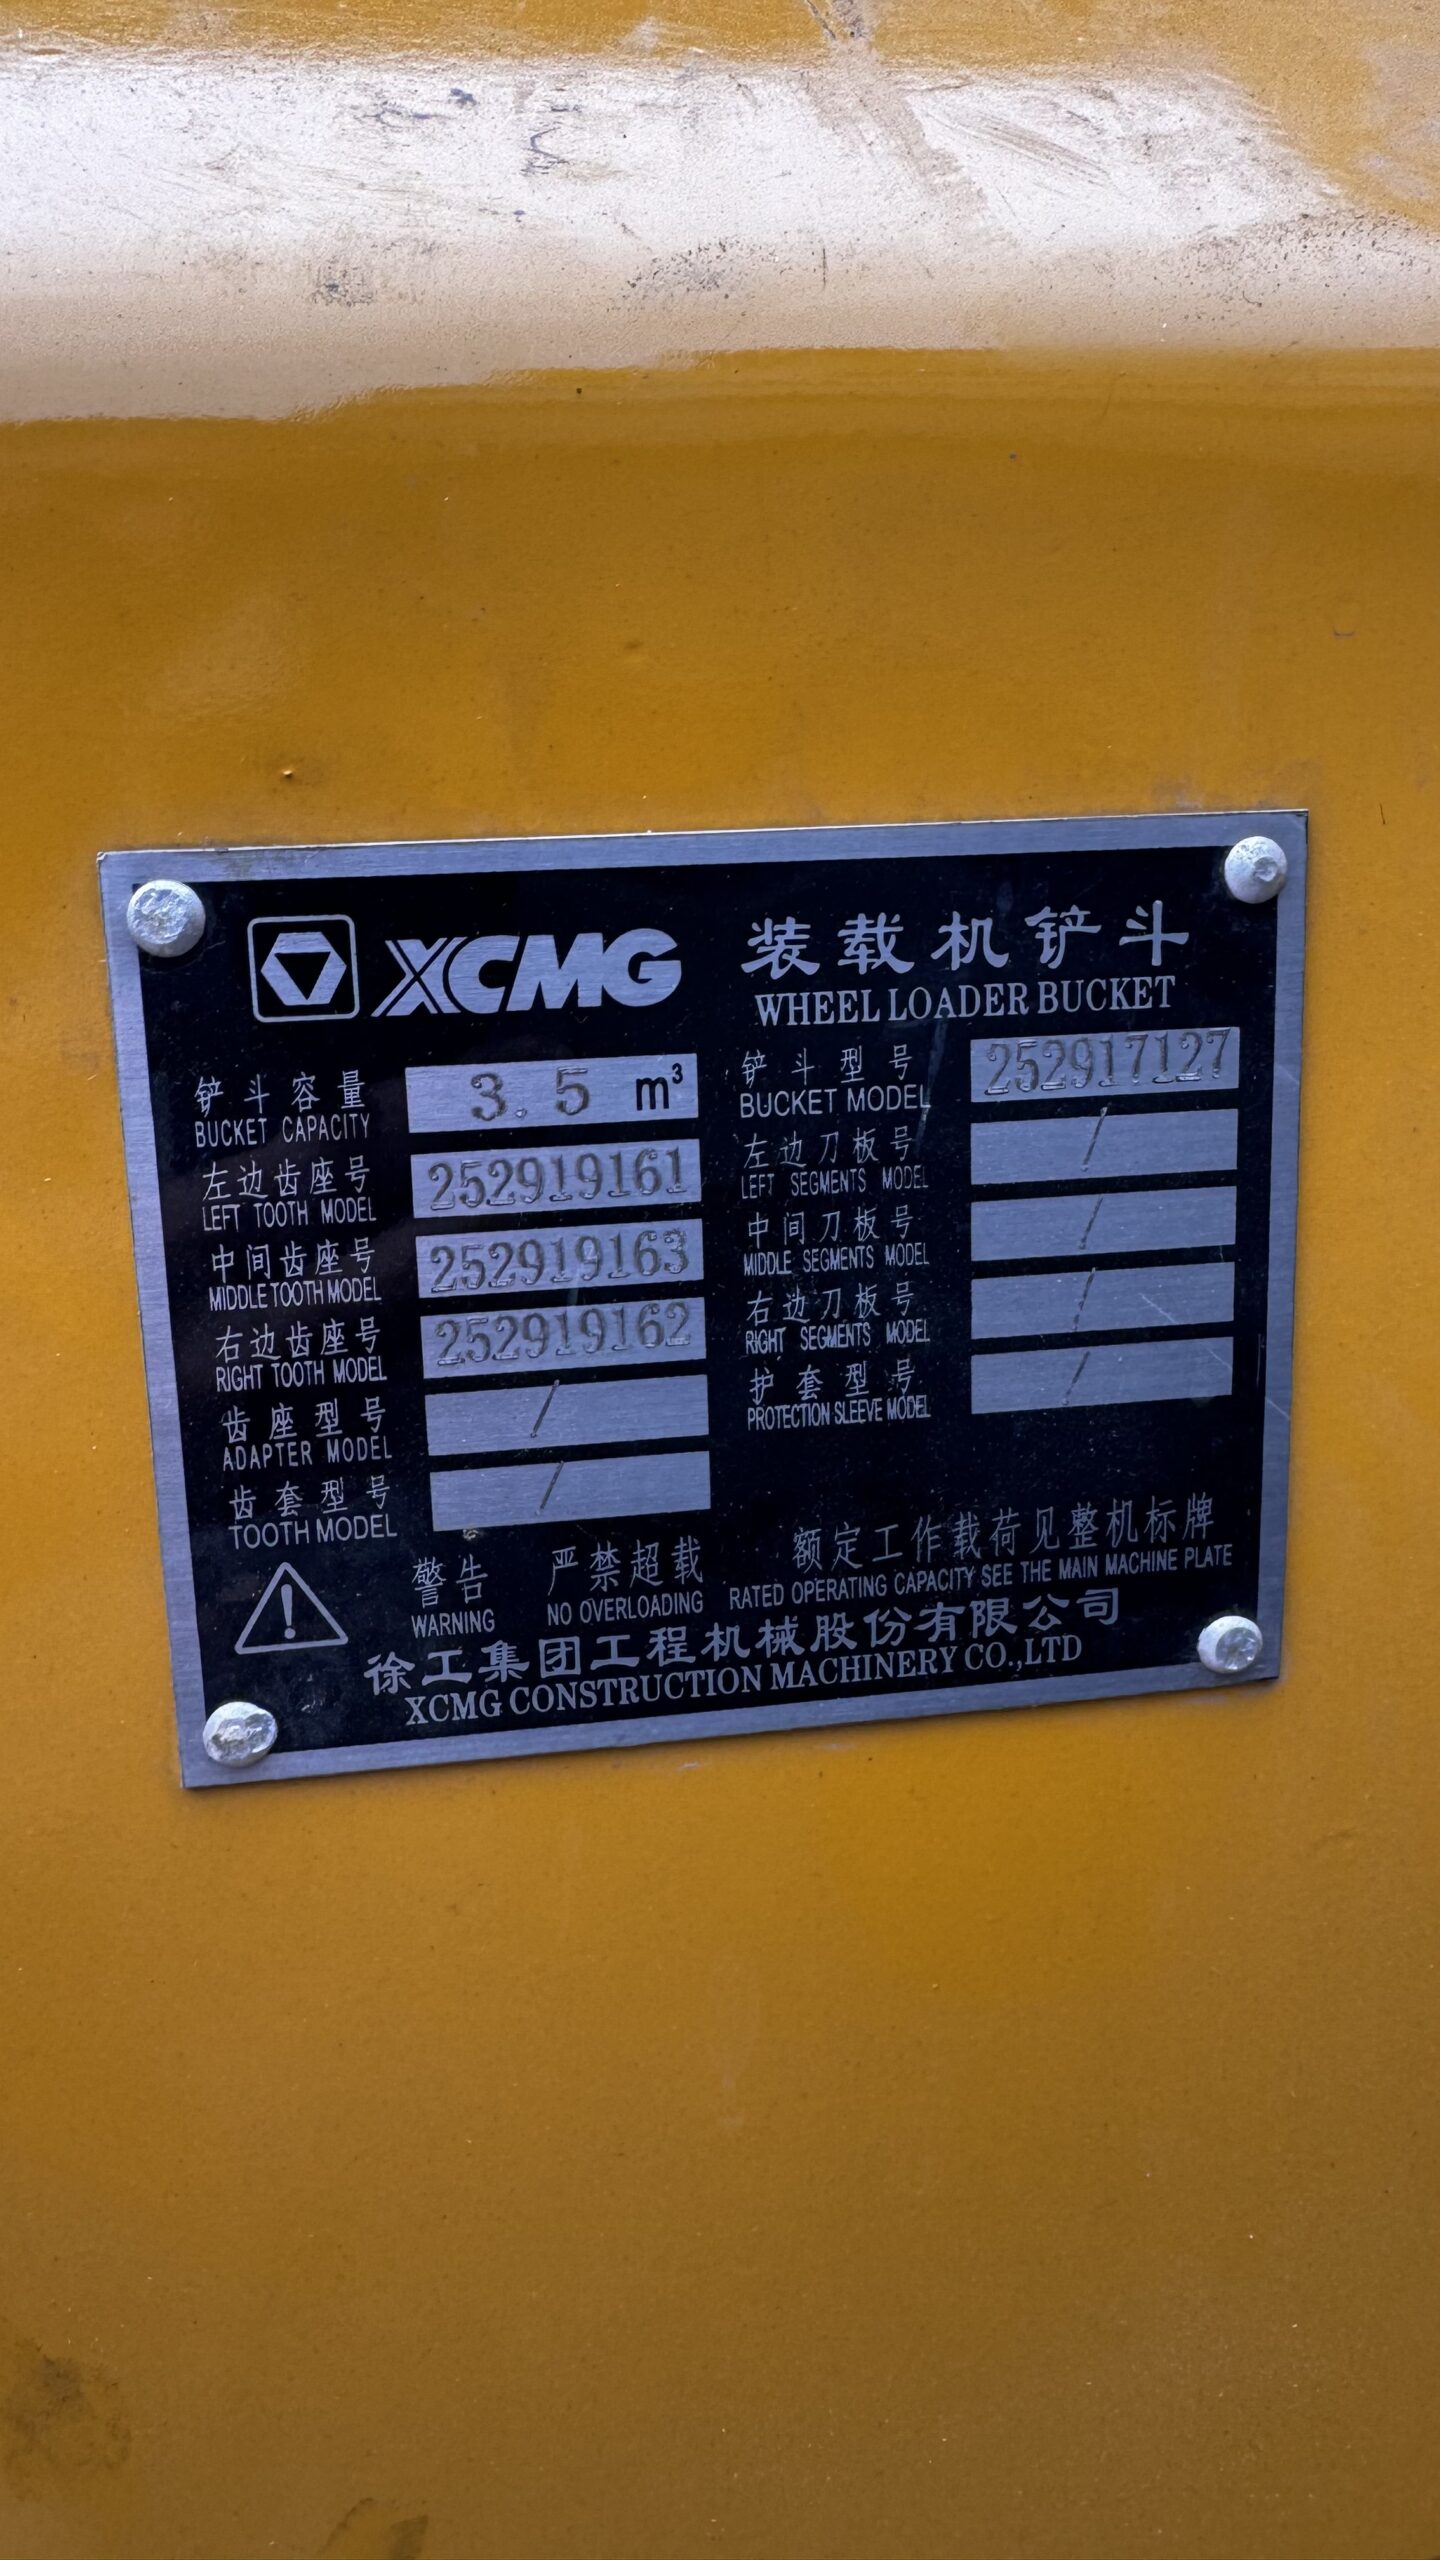 XCMG
装载机铲斗
WHEEL LOADER BUCKET
铲斗容量 3.5 m³
BUCKET CAPACITY
左边齿座号 252919161
LEFT TOOTH MODEL
中间齿座号 252919163
MIDDLE TOOTH MODEL
右边齿座号 252919162
RIGHT TOOTH MODEL
齿座型号 /
ADAPTER MODEL
齿套型号 /
TOOTH MODEL
铲斗型号 252917127
BUCKET MODEL
左边刀板号 /
LEFT SEGMENTS MODEL
中间刀板号 /
MIDDLE SEGMENTS MODEL
右边刀板号 /
RIGHT SEGMENTS MODEL
护套型号 /
PROTECTION SLEEVE MODEL
警告 严禁超载 额定工作载荷见整机标牌
WARNING NO OVERLOADING RATED OPERATING CAPACITY SEE THE MAIN MACHINE PLATE
徐工集团工程机械股份有限公司
XCMG CONSTRUCTION MACHINERY CO.,LTD